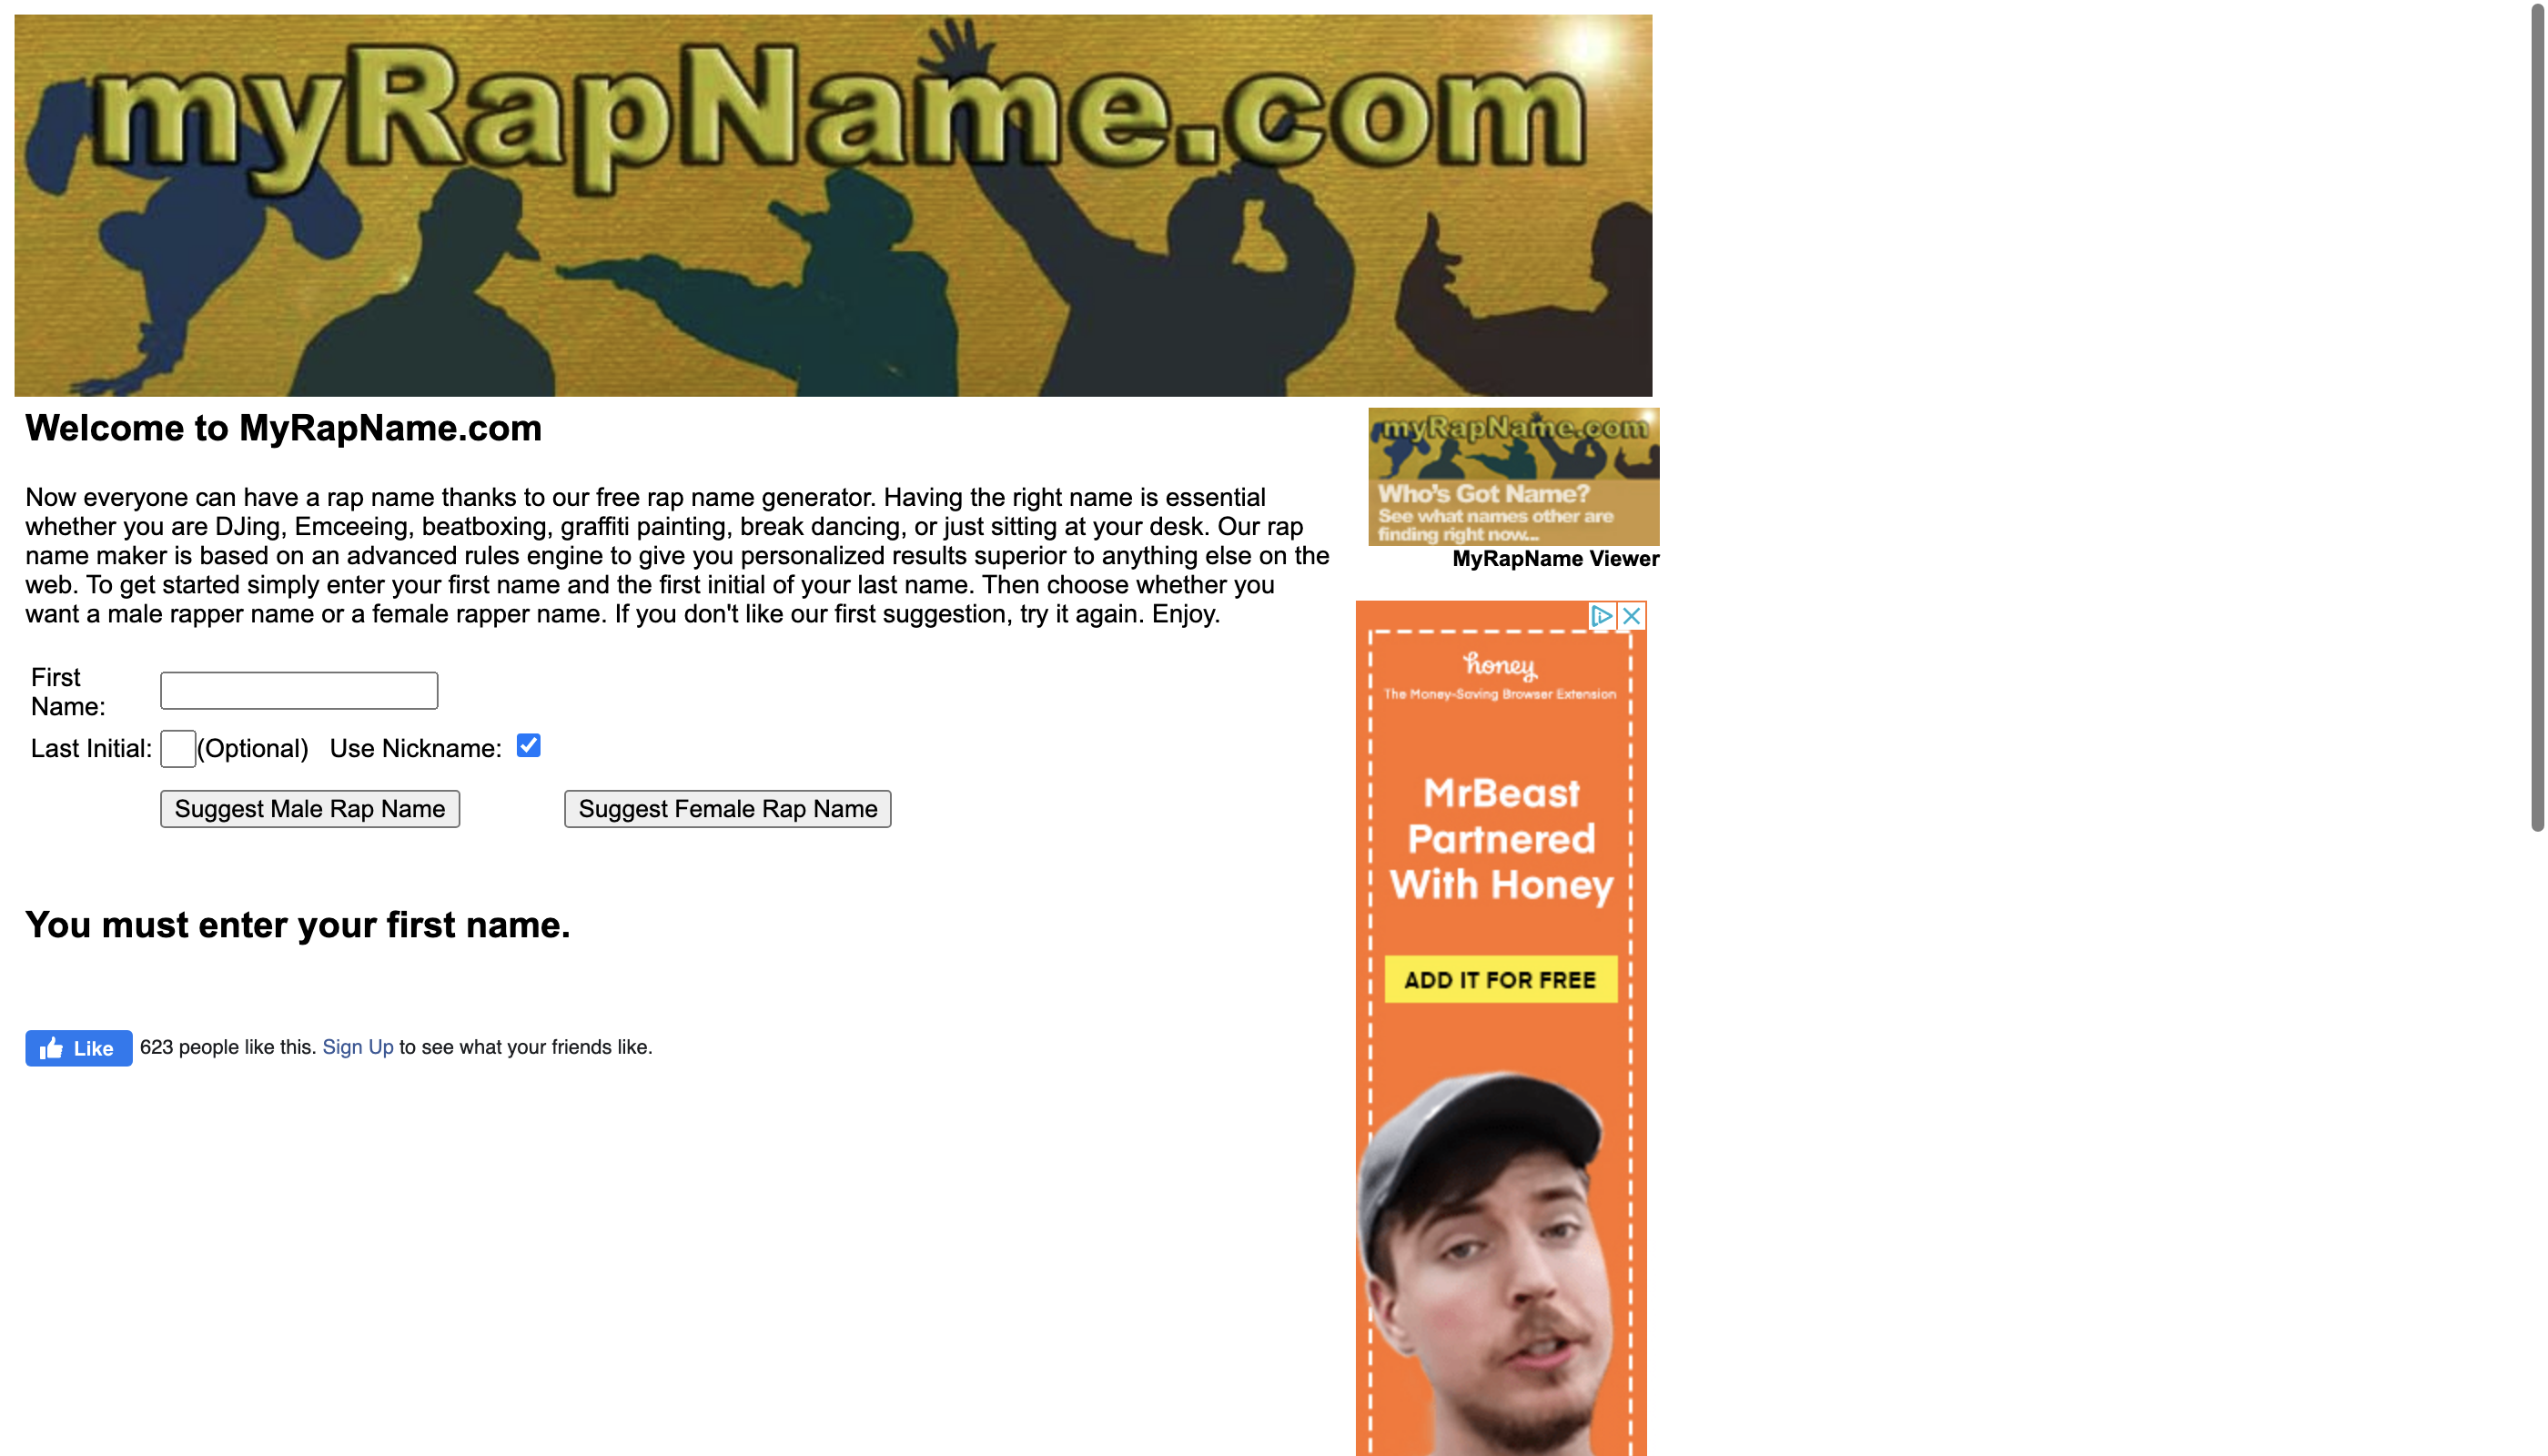 myRapName.com
Welcome to MyRapName.com
Now everyone can have a rap name thanks to our free rap name generator. Having the right name is essential
whether you are DJing, Emceeing, beatboxing, graffiti painting, break dancing, or just sitting at your desk. Our rap
name maker is based on an advanced rules engine to give you personalized results superior to anything else on the
web. To get started simply enter your first name and the first initial of your last name. Then choose whether you
want a male rapper name or a female rapper name. If you don't like our first suggestion, try it again. Enjoy.
First
Name:
Last Initial: (Optional) Use Nickname:
Suggest Male Rap Name Suggest Female Rap Name
You must enter your first name.
Like 623 people like this. Sign Up to see what your friends like.
myRapName.com
Who's Got Name?
See what names other are
finding right now...
MyRapName Viewer
honey
The Money-Saving Browser Extension
MrBeast
Partnered
With Honey
ADD IT FOR FREE